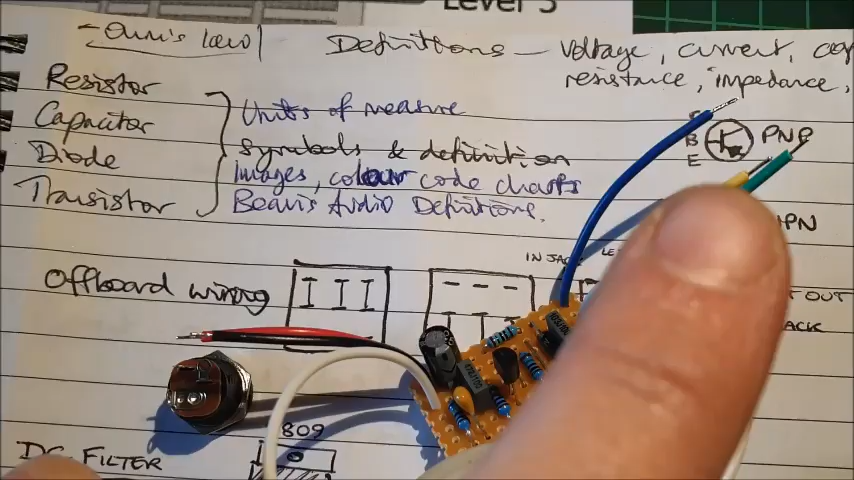 Level 3
- Ohm's law
Definitions - Voltage, current, cap
resistance, impedance,
Resistor
Capacitor
Diode
Transistor
Units of measure
Symbols & definition
Images, colour code charts
Beavis Audio Definitions.
B
E
PNP
NPN
Offboard wiring
IN JACK
OUT
JACK
809
DC FILTER